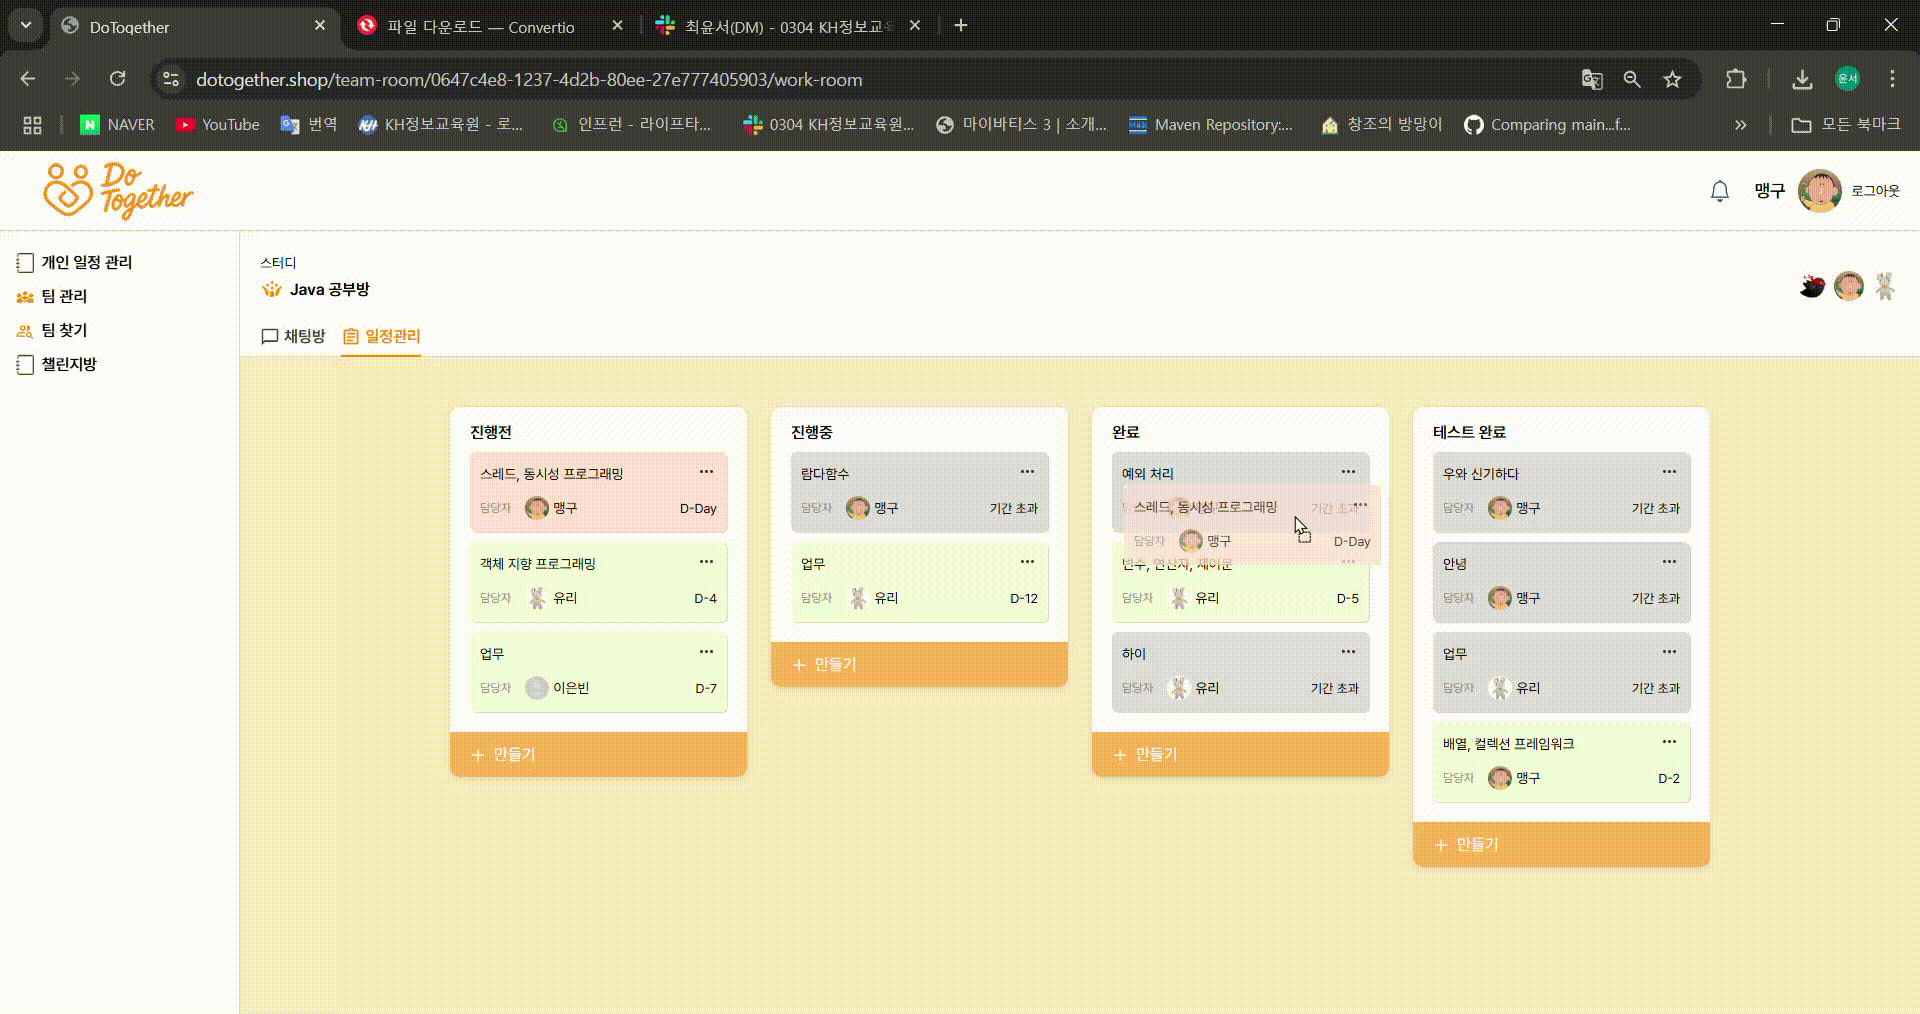 DoTogether
파일 다운로드 — Convertio
최윤서(DM) - 0304 KH정보교육
dotogether.shop/team-room/0647c4e8-1237-4d2b-80ee-27e777405903/work-room
윤서
NAVER
YouTube
번역
KH정보교육원 - 로...
인프런 - 라이프타...
0304 KH정보교육원...
마이바티스 3 | 소개...
Maven Repository:...
창조의 방망이
Comparing main...f...
모든 북마크
Do Together
맹구
로그아웃
개인 일정 관리
팀 관리
팀 찾기
챌린지방
스터디
Java 공부방
채팅방
일정관리
진행전
스레드, 동시성 프로그래밍
담당자 맹구 D-Day
객체 지향 프로그래밍
담당자 유리 D-4
업무
담당자 이은빈 D-7
+ 만들기
진행중
람다함수
담당자 맹구 기간 초과
업무
담당자 유리 D-12
+ 만들기
완료
예외 처리
기간 초과
스레드, 동시성 프로그래밍
담당자 맹구 D-Day
변수, 연산자, 제어문
담당자 유리 D-5
하이
담당자 유리 기간 초과
+ 만들기
테스트 완료
우와 신기하다
담당자 맹구 기간 초과
안녕
담당자 맹구 기간 초과
업무
담당자 유리 기간 초과
배열, 컬렉션 프레임워크
담당자 맹구 D-2
+ 만들기